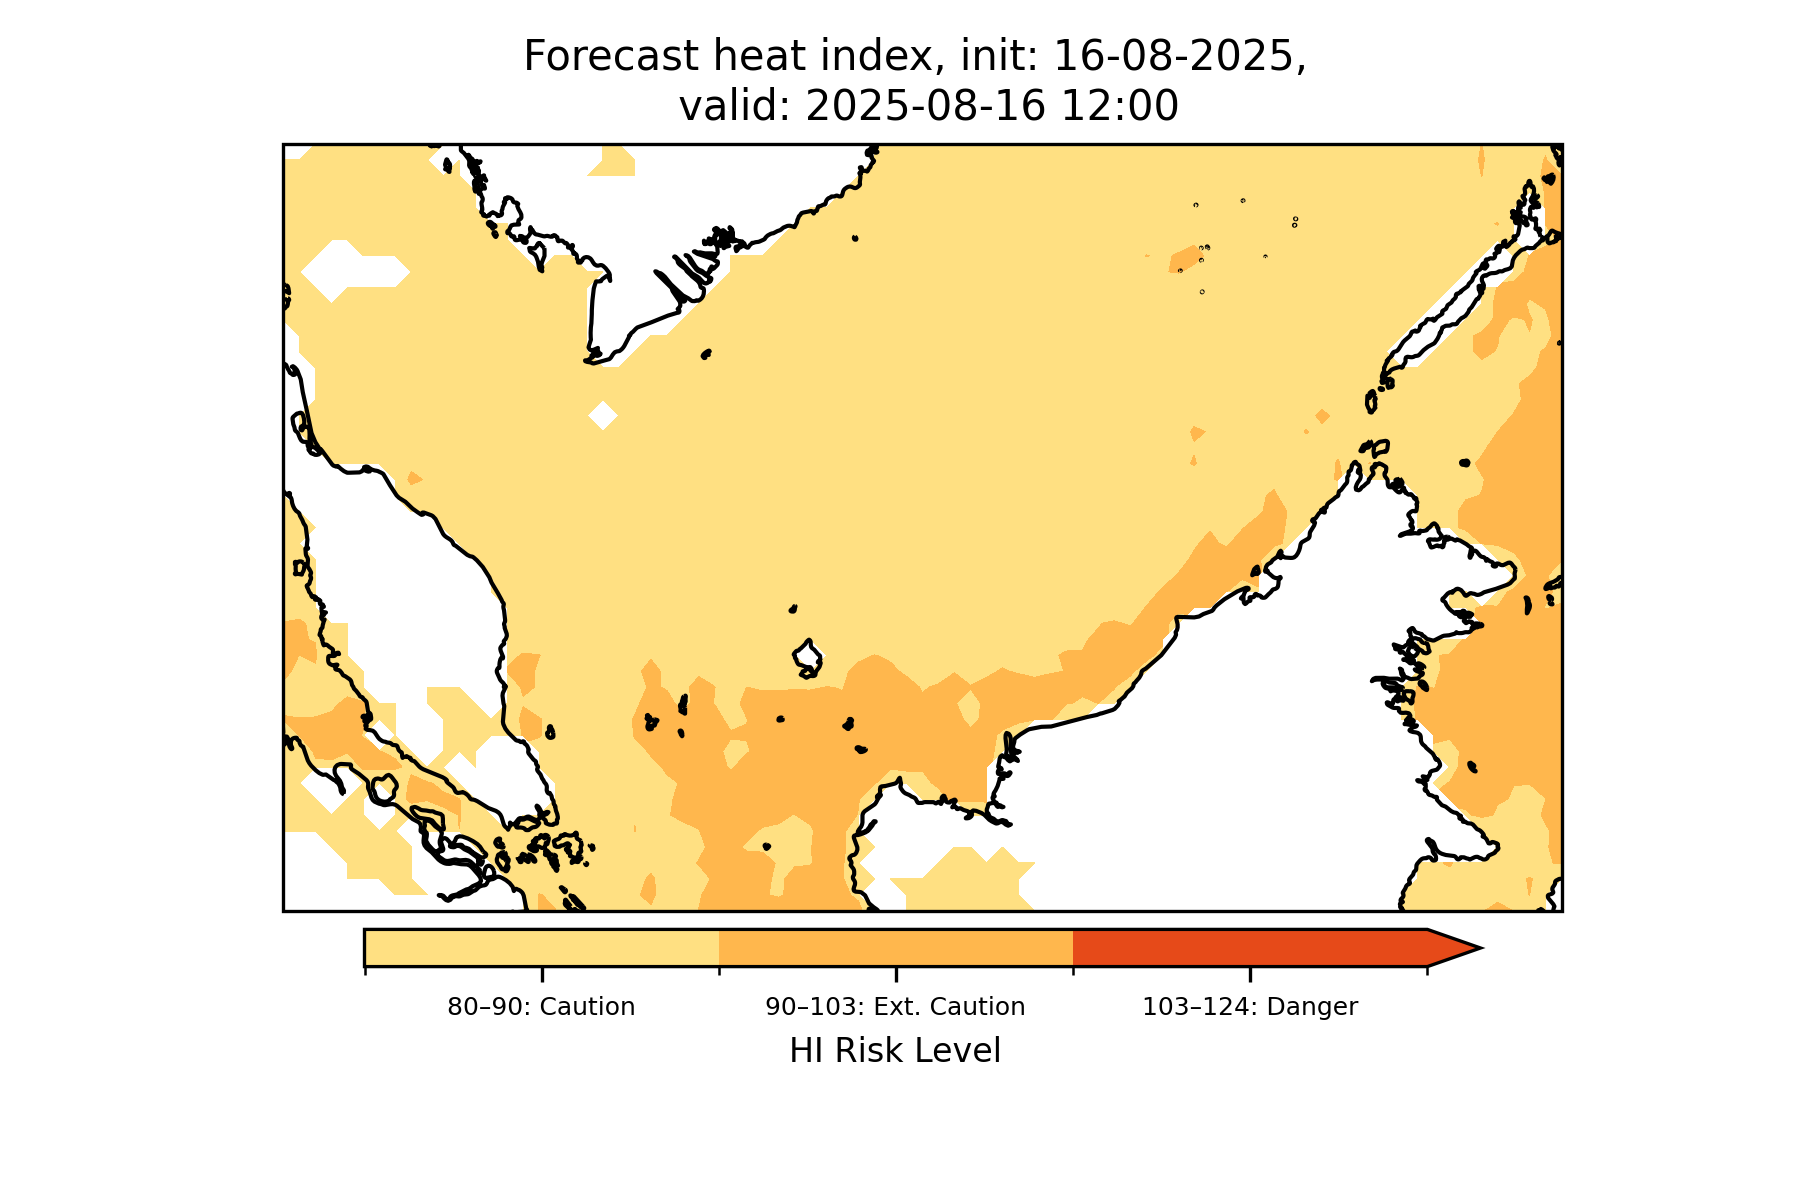 Forecast heat index, init: 16-08-2025,
valid: 2025-08-16 12:00
80–90: Caution
90–103: Ext. Caution
103–124: Danger
HI Risk Level